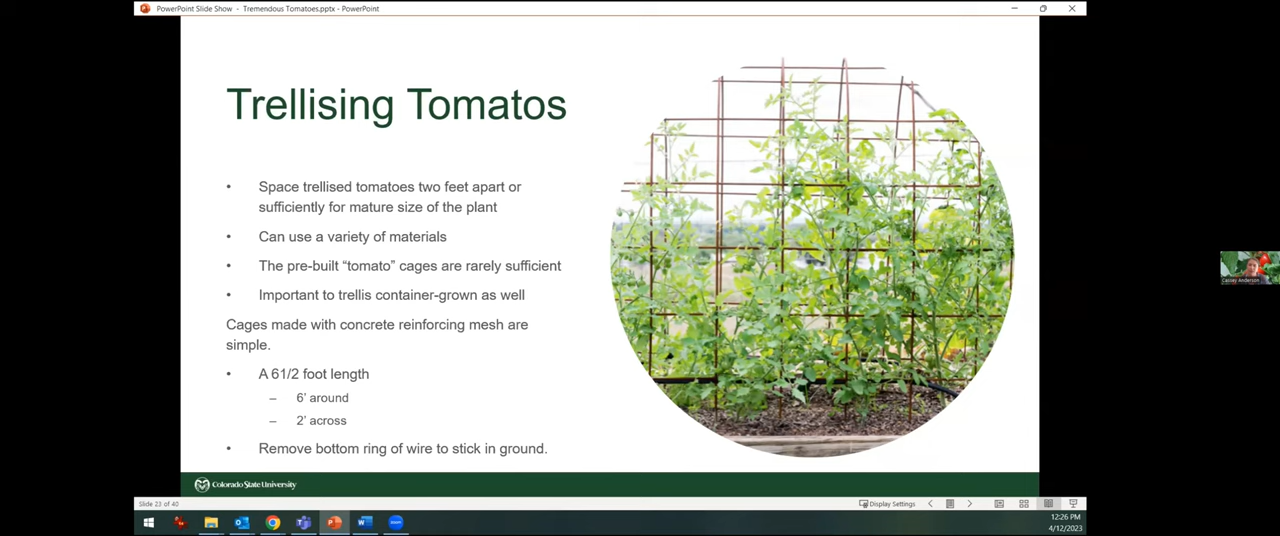 PowerPoint Slide Show - Tremendous Tomatoes.pptx - PowerPoint
Trellising Tomatos
• Space trellised tomatoes two feet apart or
sufficiently for mature size of the plant
• Can use a variety of materials
• The pre-built “tomato” cages are rarely sufficient
• Important to trellis container-grown as well
Cages made with concrete reinforcing mesh are
simple.
• A 61/2 foot length
– 6’ around
– 2’ across
• Remove bottom ring of wire to stick in ground.
Colorado State University
Slide 23 of 40
Display Settings
12:26 PM
4/12/2023
Cassey Anderson